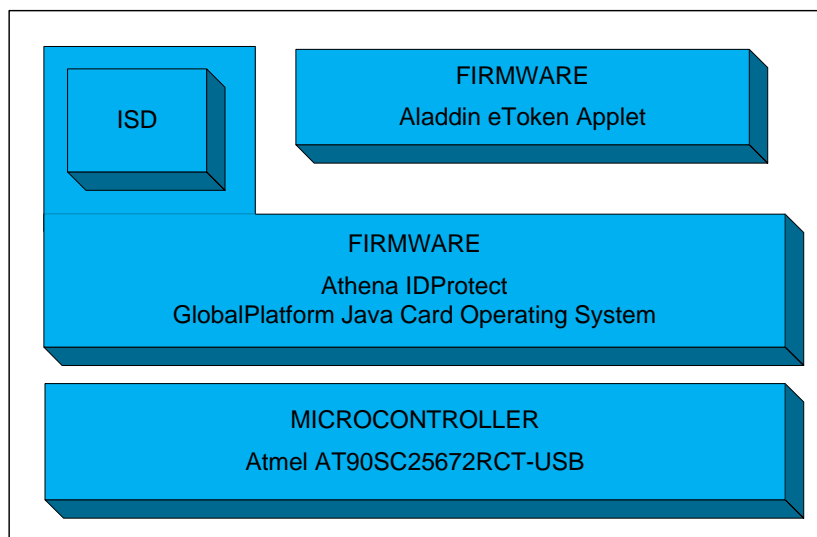 ISD
FIRMWARE
Aladdin eToken Applet
FIRMWARE
Athena IDProtect
GlobalPlatform Java Card Operating System
MICROCONTROLLER
Atmel AT90SC25672RCT-USB